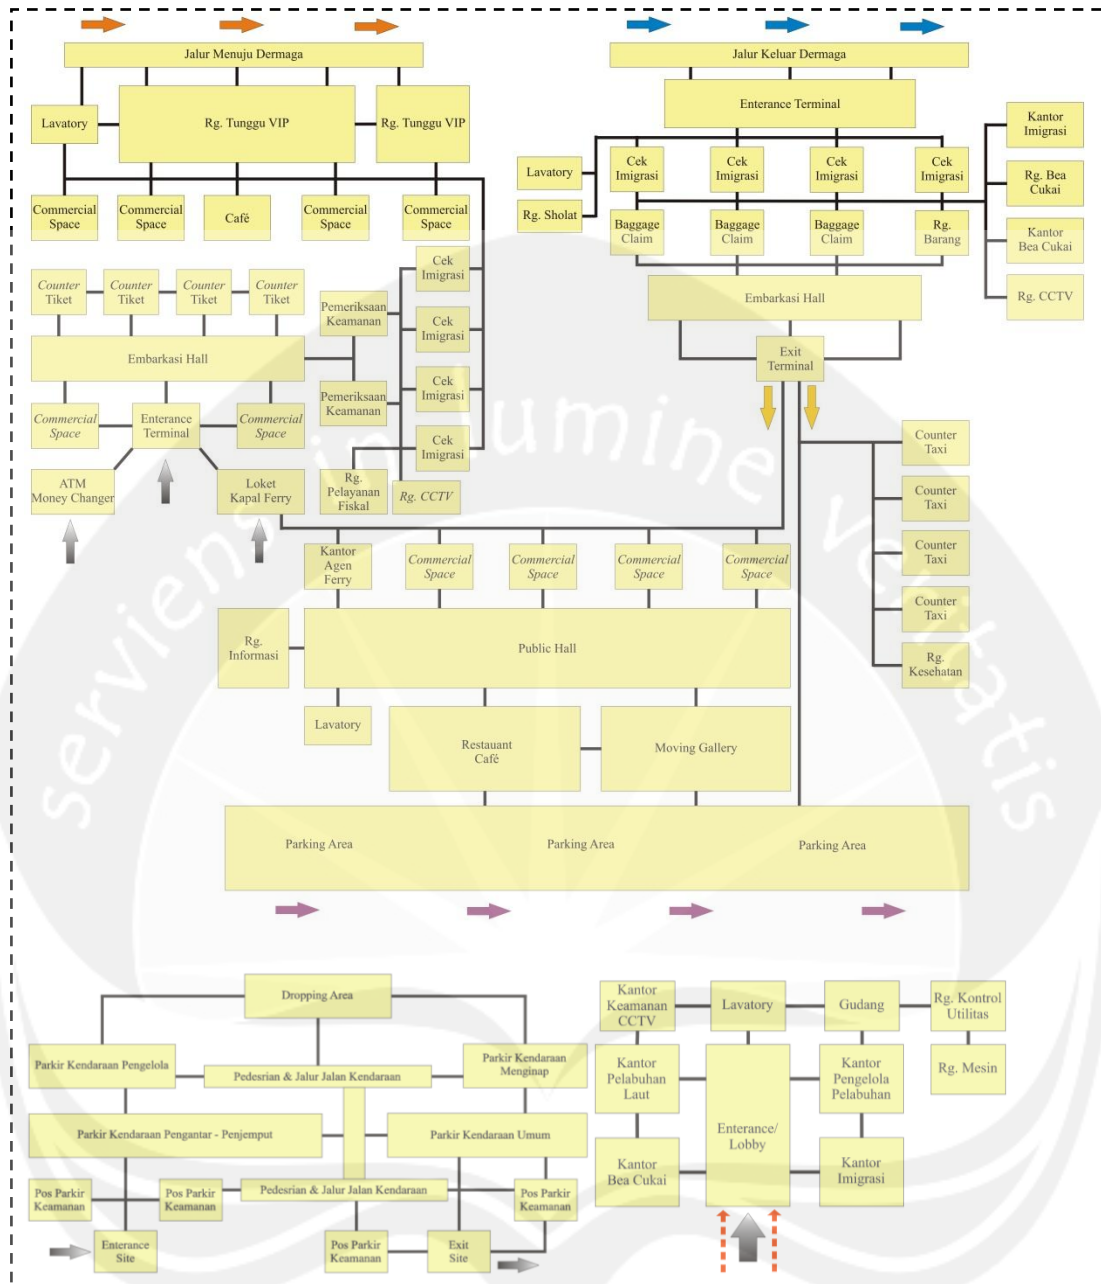 Jalur Menuju Dermaga
Lavatory
Rg. Tunggu VIP
Rg. Tunggu VIP
Commercial
Space
Commercial
Space
Café
Commercial
Space
Commercial
Space
Counter
Tiket
Counter
Tiket
Counter
Tiket
Counter
Tiket
Embarkasi Hall
Commercial
Space
Enterance
Terminal
Commercial
Space
ATM
Money Changer
Loket
Kapal Ferry
Pemeriksaan
Keamanan
Pemeriksaan
Keamanan
Cek
Imigrasi
Cek
Imigrasi
Cek
Imigrasi
Cek
Imigrasi
Rg.
Pelayanan
Fiskal
Rg. CCTV
Jalur Keluar Dermaga
Enterance Terminal
Lavatory
Rg. Sholat
Cek
Imigrasi
Cek
Imigrasi
Cek
Imigrasi
Cek
Imigrasi
Baggage
Claim
Baggage
Claim
Baggage
Claim
Rg.
Barang
Kantor
Imigrasi
Rg. Bea
Cukai
Kantor
Bea Cukai
Rg. CCTV
Embarkasi Hall
Exit
Terminal
Counter
Taxi
Counter
Taxi
Counter
Taxi
Counter
Taxi
Rg.
Kesehatan
Kantor
Agen
Ferry
Commercial
Space
Commercial
Space
Commercial
Space
Commercial
Space
Rg.
Informasi
Public Hall
Lavatory
Restauant
Café
Moving Gallery
Parking Area
Parking Area
Parking Area
serviens in lumine veritatis
Dropping Area
Parkir Kendaraan Pengelola
Pedesrian & Jalur Jalan Kendaraan
Parkir Kendaraan
Menginap
Parkir Kendaraan Pengantar - Penjemput
Parkir Kendaraan Umum
Pos Parkir
Keamanan
Pos Parkir
Keamanan
Pedesrian & Jalur Jalan Kendaraan
Pos Parkir
Keamanan
Enterance
Site
Pos Parkir
Keamanan
Exit
Site
Kantor
Keamanan
CCTV
Lavatory
Gudang
Rg. Kontrol
Utilitas
Kantor
Pelabuhan
Laut
Enterance/
Lobby
Kantor
Pengelola
Pelabuhan
Rg. Mesin
Kantor
Bea Cukai
Kantor
Imigrasi